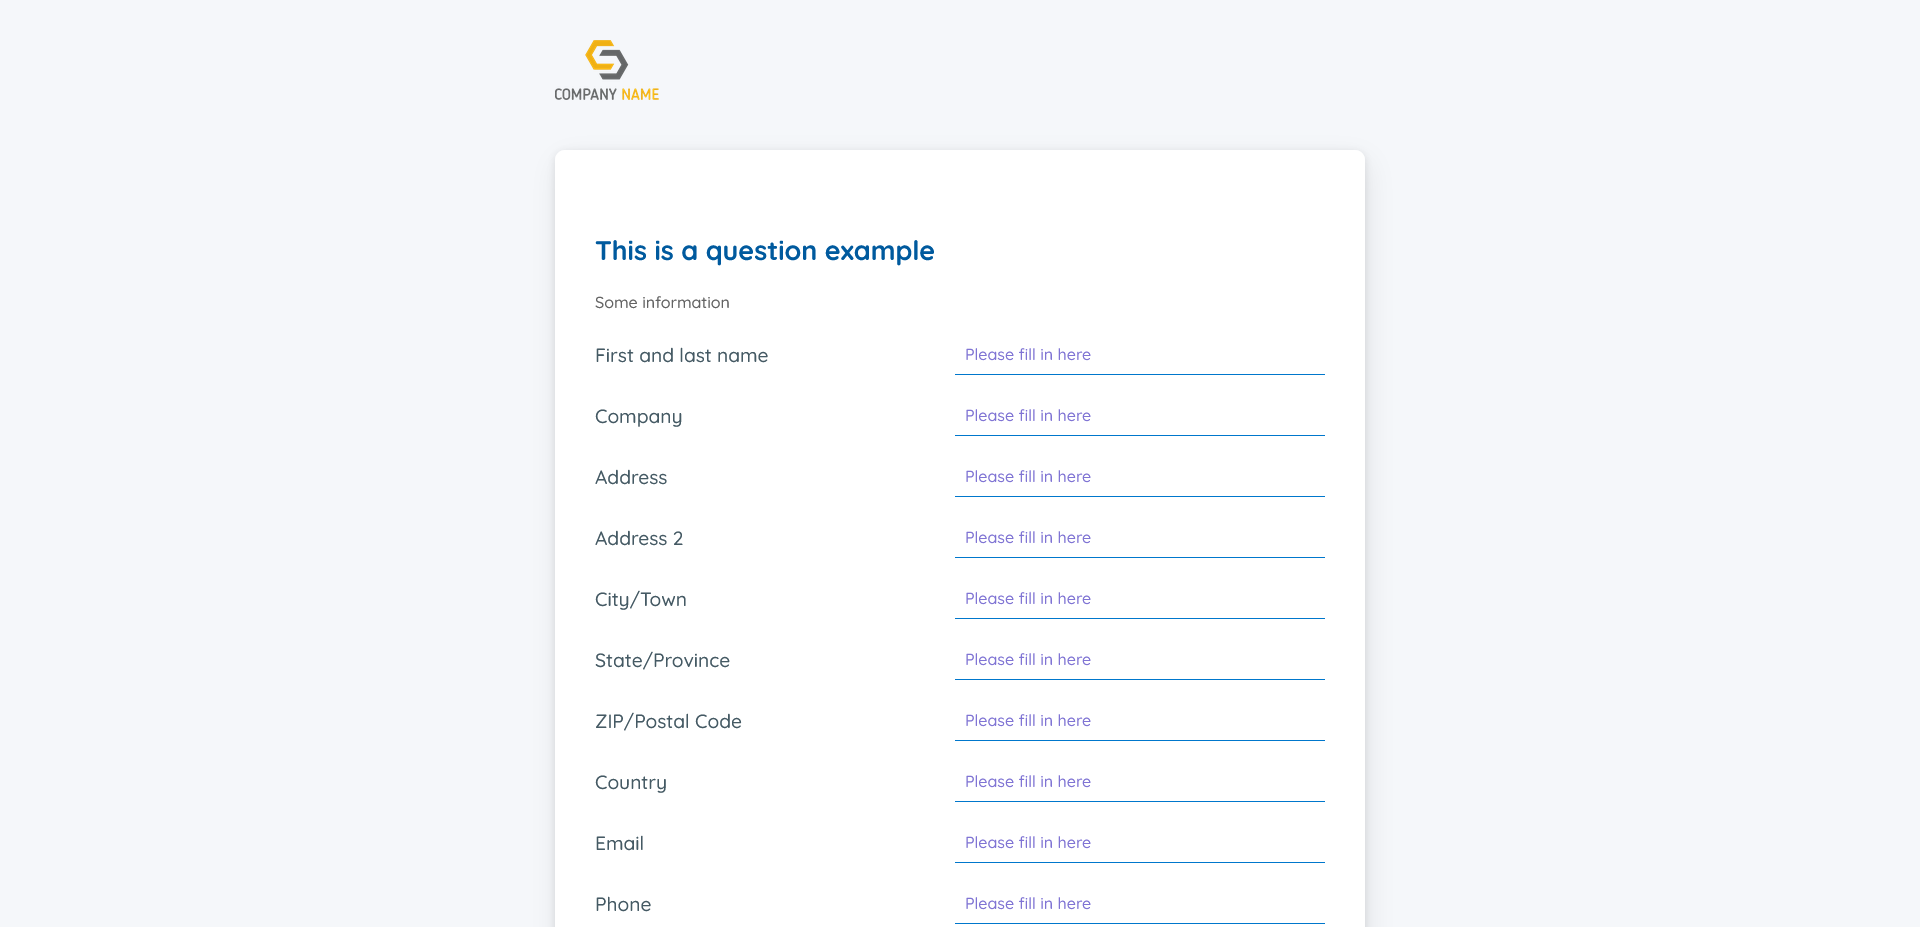 COMPANY NAME
This is a question example
Some information
First and last name Please fill in here
Company Please fill in here
Address Please fill in here
Address 2 Please fill in here
City/Town Please fill in here
State/Province Please fill in here
ZIP/Postal Code Please fill in here
Country Please fill in here
Email Please fill in here
Phone Please fill in here